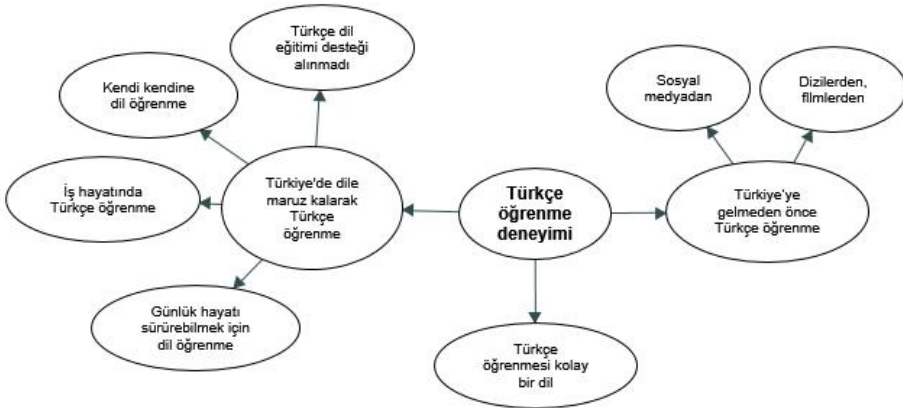 Türkçe dil
eğitimi desteği
alınmadı
Kendi kendine
dil öğrenme
İş hayatında
Türkçe öğrenme
Türkiye'de dile
maruz kalarak
Türkçe
öğrenme
Günlük hayatı
sürürebilmek için
dil öğrenme
Türkçe
öğrenme
deneyimi
Türkçe
öğrenmesi kolay
bir dil
Sosyal
medyadan
Dizilerden,
fılmlerden
Türkiye'ye
gelmeden önce
Türkçe öğrenme